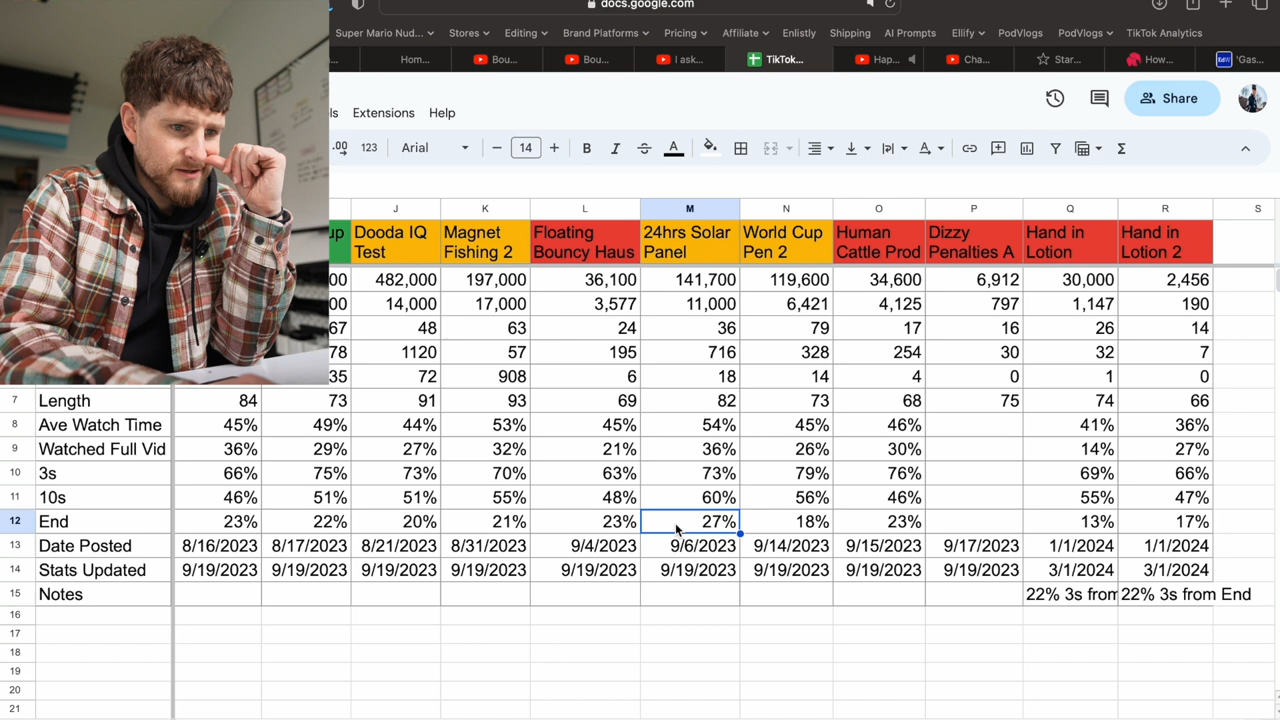 docs.google.com
Super Mario Nud... Stores Editing Brand Platforms Pricing Affiliate Enlistly Shipping AI Prompts Ellify PodVlogs PodVlogs TikTok Analytics
Hom... Bou... Bou... I ask... TikTok... Hap... Cha... Star... How... 'Gas...
ls Extensions Help Share
.00 123 Arial 14 B I S A
J K L M N O P Q R S
up Dooda IQ Magnet Floating 24hrs Solar World Cup Human Dizzy Hand in Hand in
Test Fishing 2 Bouncy Haus Panel Pen 2 Cattle Prod Penalties A Lotion Lotion 2
00 482,000 197,000 36,100 141,700 119,600 34,600 6,912 30,000 2,456
00 14,000 17,000 3,577 11,000 6,421 4,125 797 1,147 190
67 48 63 24 36 79 17 16 26 14
78 1120 57 195 716 328 254 30 32 7
35 72 908 6 18 14 4 0 1 0
7 Length 84 73 91 93 69 82 73 68 75 74 66
8 Ave Watch Time 45% 49% 44% 53% 45% 54% 45% 46% 41% 36%
9 Watched Full Vid 36% 29% 27% 32% 21% 36% 26% 30% 14% 27%
10 3s 66% 75% 73% 70% 63% 73% 79% 76% 69% 66%
11 10s 46% 51% 51% 55% 48% 60% 56% 46% 55% 47%
12 End 23% 22% 20% 21% 23% 27% 18% 23% 13% 17%
13 Date Posted 8/16/2023 8/17/2023 8/21/2023 8/31/2023 9/4/2023 9/6/2023 9/14/2023 9/15/2023 9/17/2023 1/1/2024 1/1/2024
14 Stats Updated 9/19/2023 9/19/2023 9/19/2023 9/19/2023 9/19/2023 9/19/2023 9/19/2023 9/19/2023 9/19/2023 3/1/2024 3/1/2024
15 Notes 22% 3s from 22% 3s from End
16
17
18
19
20
21